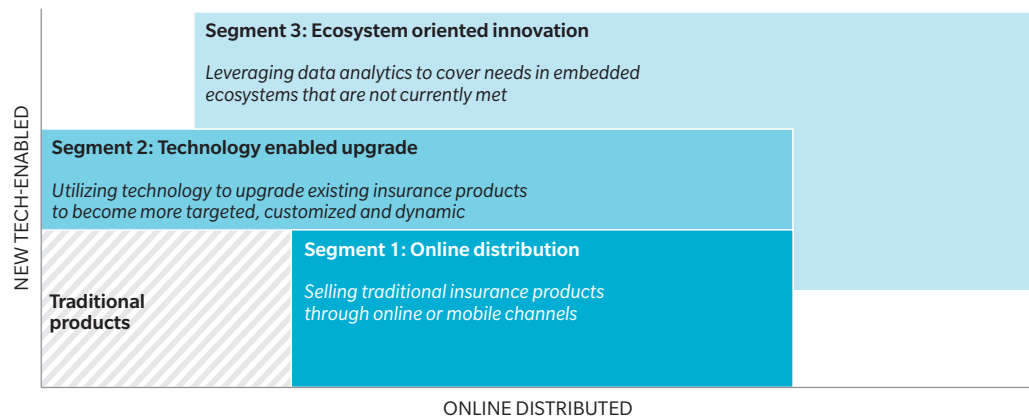 Segment 3: Ecosystem oriented innovation
Leveraging data analytics to cover needs in embedded
ecosystems that are not currently met
NEW TECH-ENABLED
Segment 2: Technology enabled upgrade
Utilizing technology to upgrade existing insurance products
to become more targeted, customized and dynamic
Traditional
products
Segment 1: Online distribution
Selling traditional insurance products
through online or mobile channels
ONLINE DISTRIBUTED